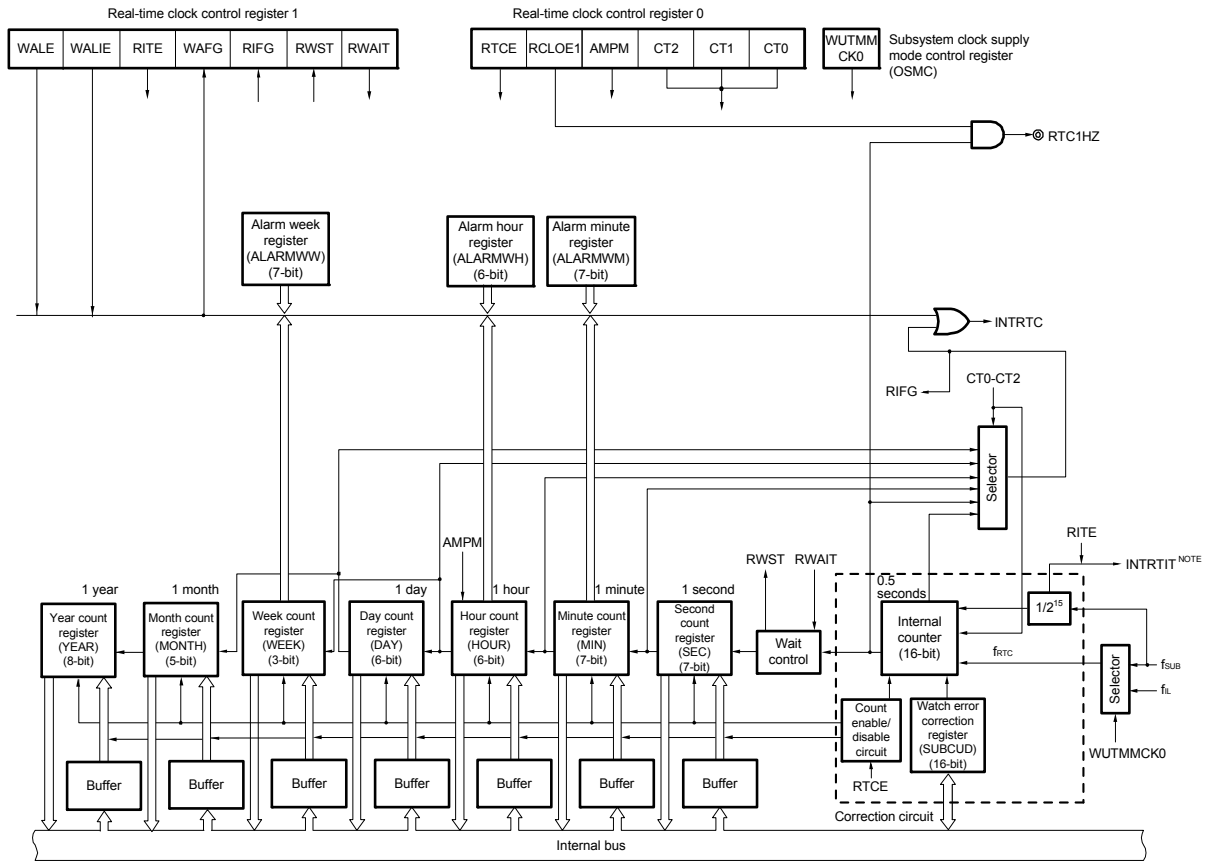 Real-time clock control register 1
Real-time clock control register 0
WALE WALIE RITE WAFG RIFG RWST RWAIT
RTCE RCLOE1 AMPM CT2 CT1 CT0
WUTMM
CK0
Subsystem clock supply
mode control register
(OSMC)
RTC1HZ
Alarm week
register
(ALARMWW)
(7-bit)
Alarm hour
register
(ALARMWH)
(6-bit)
Alarm minute
register
(ALARMWM)
(7-bit)
INTRTC
RIFG
CT0-CT2
Selector
AMPM
RWST
RWAIT
RITE
INTRTIT NOTE
1 year
1 month
1 day
1 hour
1 minute
1 second
0.5
seconds
Year count
register
(YEAR)
(8-bit)
Month count
register
(MONTH)
(5-bit)
Week count
register
(WEEK)
(3-bit)
Day count
register
(DAY)
(6-bit)
Hour count
register
(HOUR)
(6-bit)
Minute count
register
(MIN)
(7-bit)
Second
count
register
(SEC)
(7-bit)
Wait
control
Internal
counter
(16-bit)
1/2¹⁵
fRTC
Selector
fSUB
fIL
WUTMMCK0
Count
enable/
disable
circuit
Watch error
correction
register
(SUBCUD)
(16-bit)
RTCE
Correction circuit
Buffer
Buffer
Buffer
Buffer
Buffer
Buffer
Buffer
Internal bus